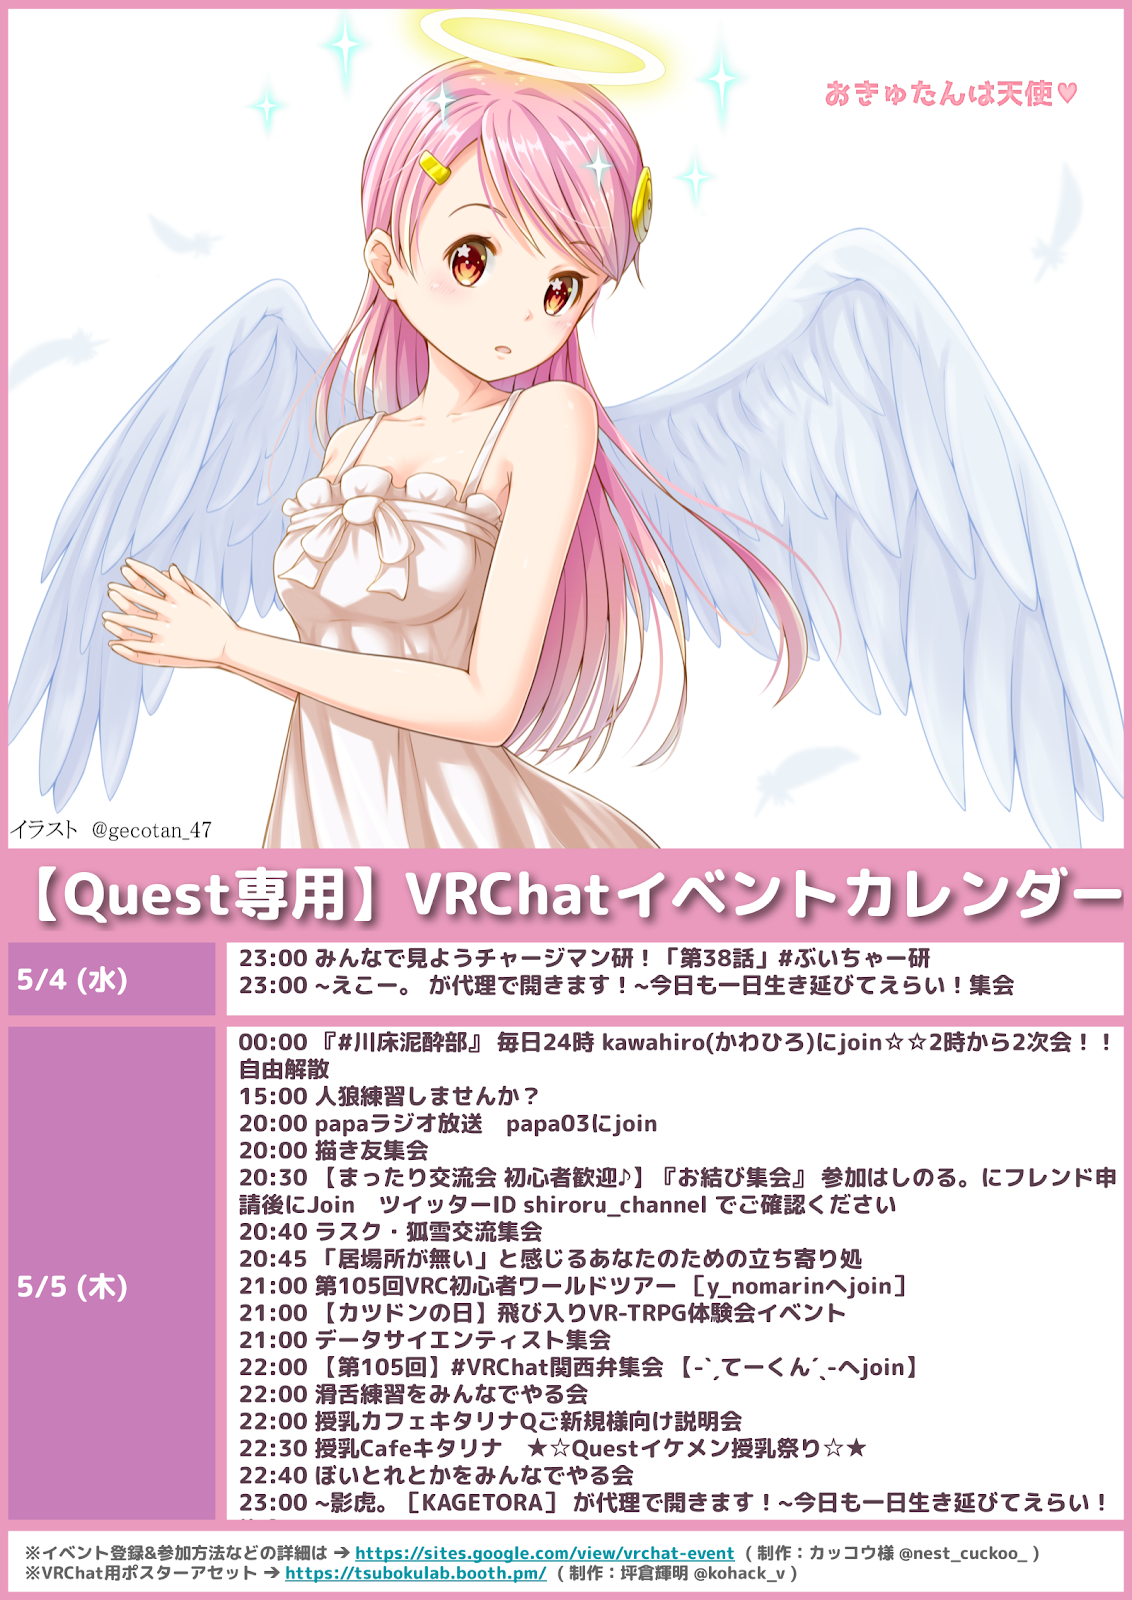 おきゅたんは天使♥
イラスト @gecotan_47
【Quest専用】VRChatイベントカレンダー
5/4 (水)
23:00 みんなで見ようチャージマン研！「第38話」#ぶいちゃー研
23:00 ~えこー。 が代理で開きます！~今日も一日生き延びてえらい！集会
5/5 (木)
00:00 『#川床泥酔部』 毎日24時 kawahiro(かわひろ)にjoin☆☆2時から2次会！！
自由解散
15:00 人狼練習しませんか？
20:00 papaラジオ放送　papa03にjoin
20:00 描き友集会
20:30 【まったり交流会 初心者歓迎♪】『お結び集会』 参加はしのる。にフレンド申
請後にJoin　ツイッターID shiroru_channel でご確認ください
20:40 ラスク・狐雪交流集会
20:45 「居場所が無い」と感じるあなたのための立ち寄り処
21:00 第105回VRC初心者ワールドツアー ［y_nomarinへjoin］
21:00 【カツドンの日】飛び入りVR-TRPG体験会イベント
21:00 データサイエンティスト集会
22:00 【第105回】#VRChat関西弁集会 【-`ˏてーくん´ˎ-へjoin】
22:00 滑舌練習をみんなでやる会
22:00 授乳カフェキタリナQご新規様向け説明会
22:30 授乳Cafeキタリナ　★☆Questイケメン授乳祭り☆★
22:40 ぼいとれとかをみんなでやる会
23:00 ~影虎。［KAGETORA］ が代理で開きます！~今日も一日生き延びてえらい！
※イベント登録&参加方法などの詳細は → https://sites.google.com/view/vrchat-event ( 制作：カッコウ様 @nest_cuckoo_ )
※VRChat用ポスターアセット → https://tsubokulab.booth.pm/ ( 制作：坪倉輝明 @kohack_v )